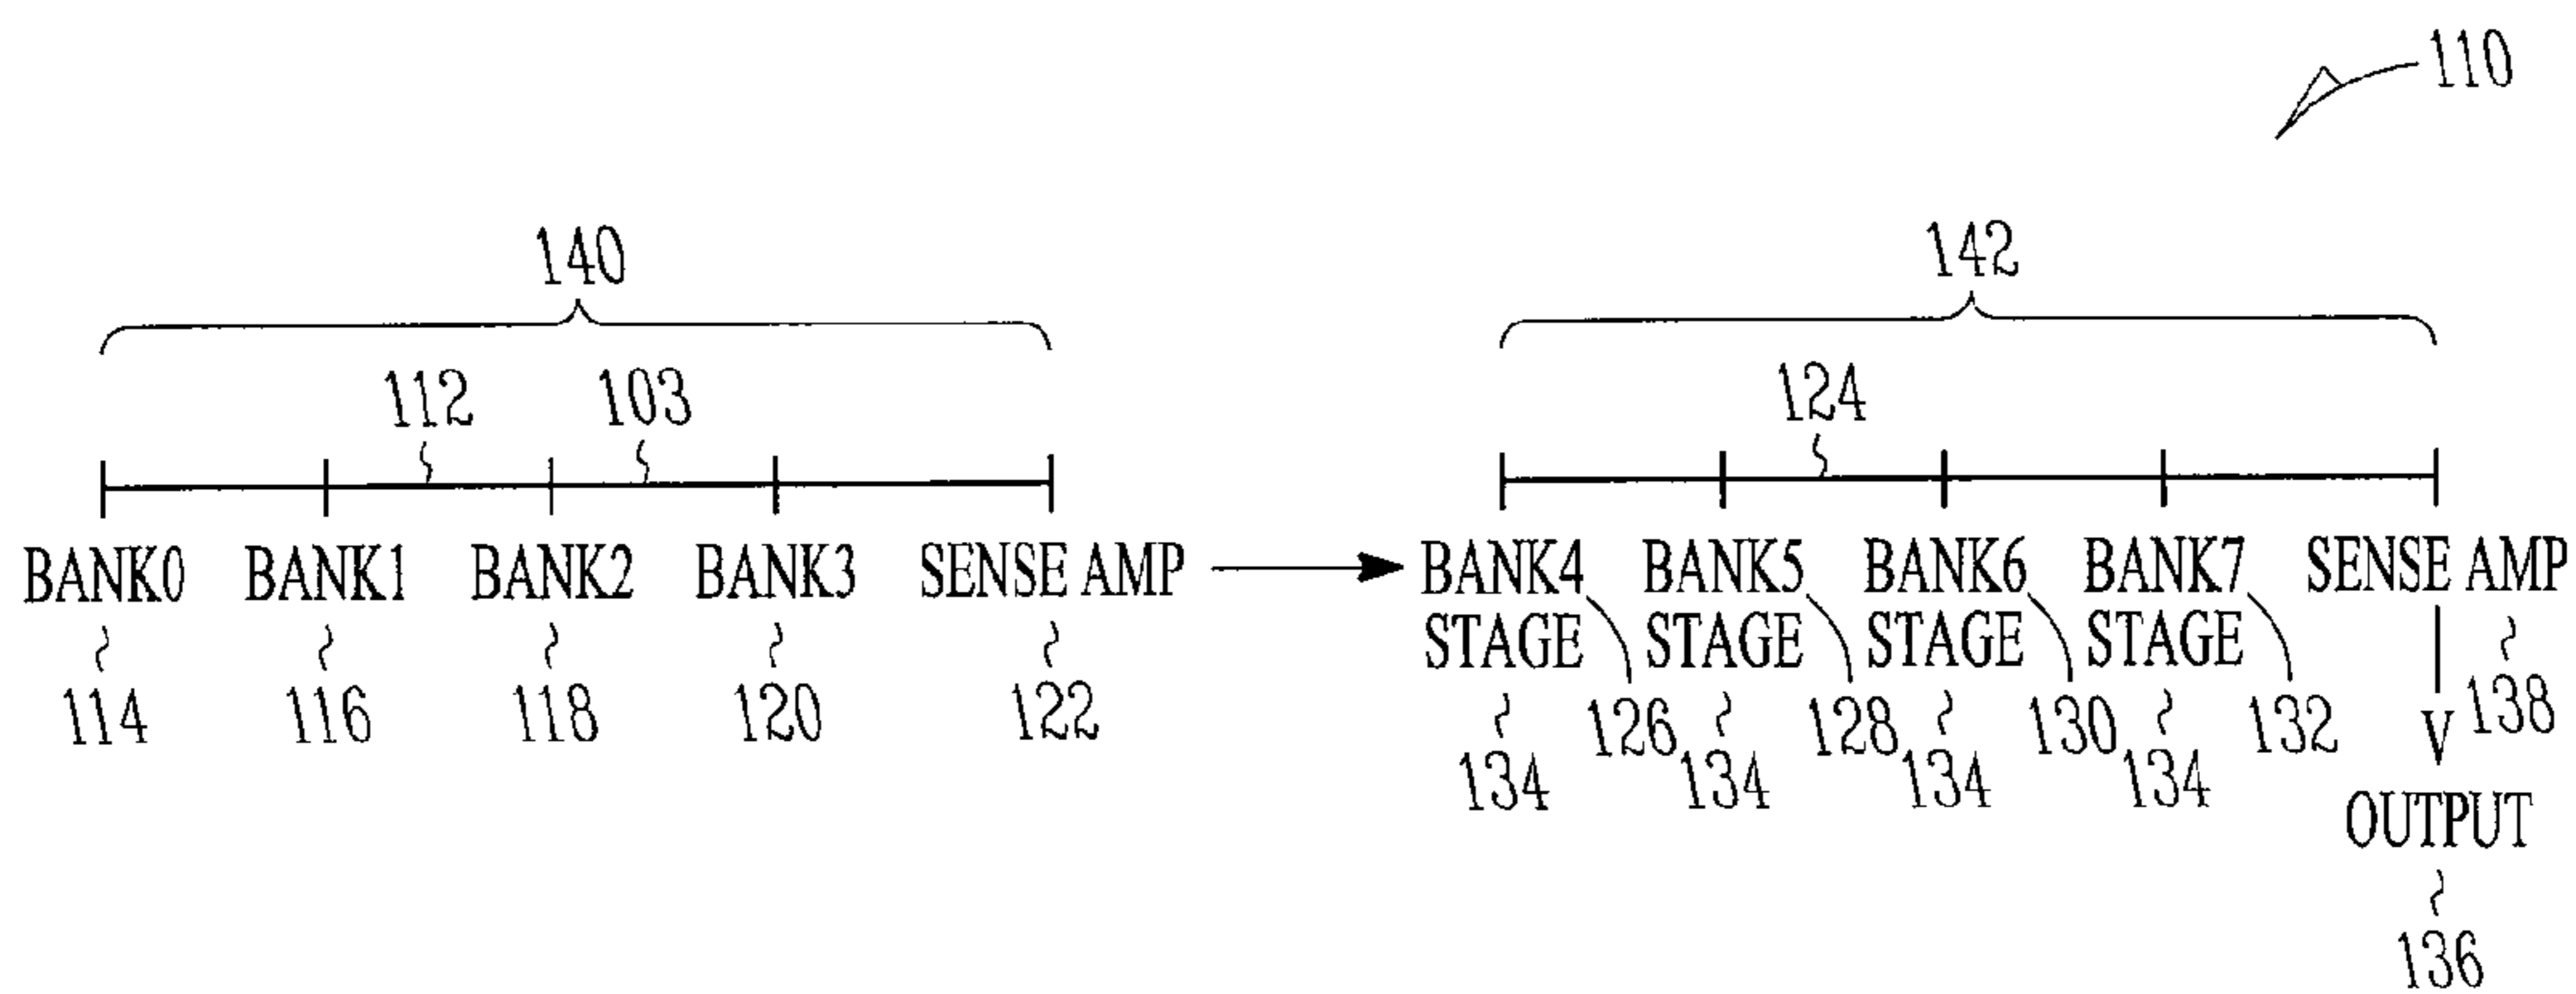 110
140
142
112
103
124
BANK0 BANK1 BANK2 BANK3 SENSE AMP BANK4 BANK5 BANK6 BANK7 SENSE AMP
STAGE STAGE STAGE STAGE
114 116 118 120 122 126 128 130 132 138
V
134 134 134 134
OUTPUT
136